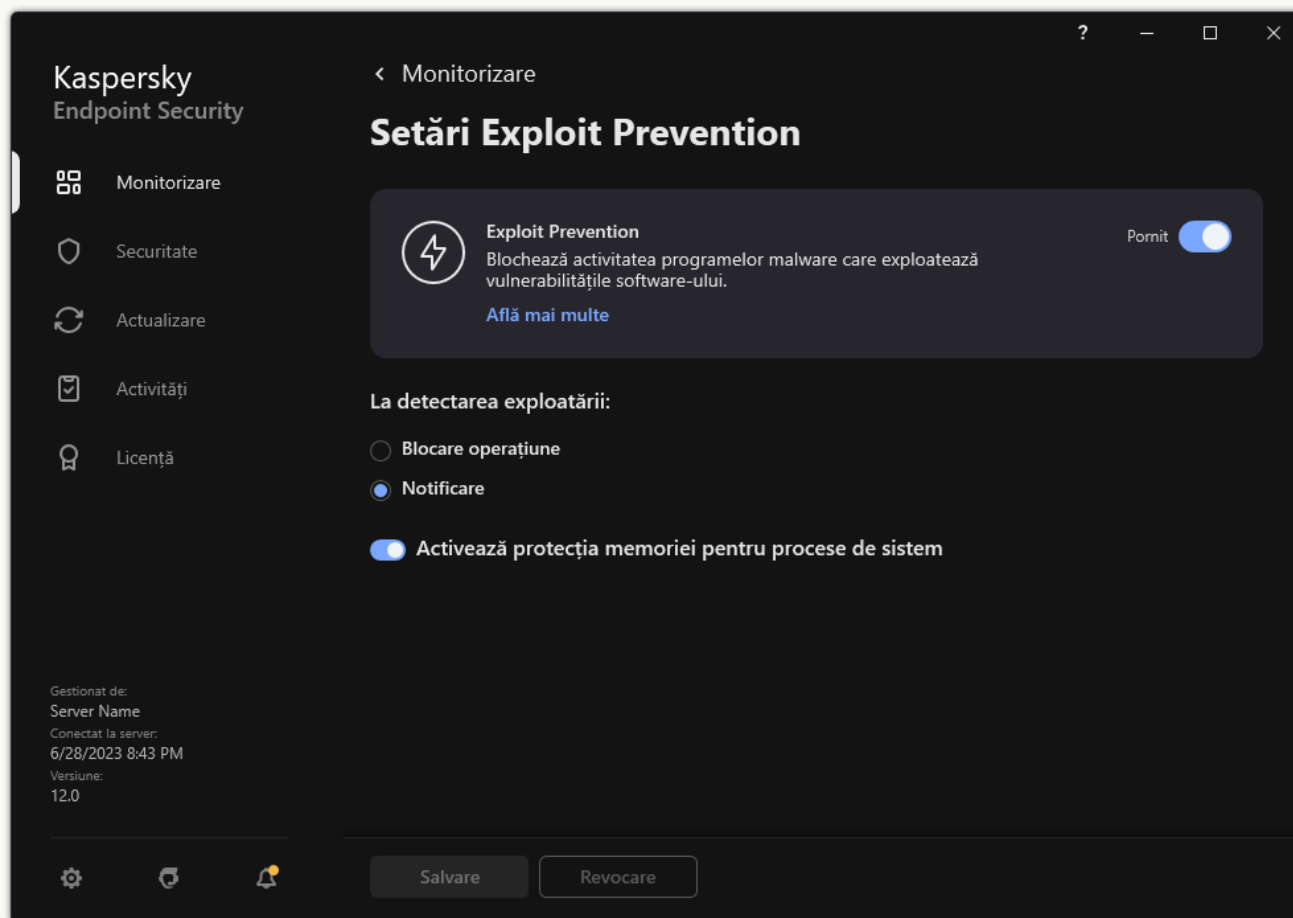 ?
Kaspersky
Endpoint Security
Monitorizare
Securitate
Actualizare
Activități
Licență
Gestionat de:
Server Name
Conectat la server:
6/28/2023 8:43 PM
Versiune:
12.0
Monitorizare
Setări Exploit Prevention
Exploit Prevention
Blochează activitatea programelor malware care exploatează
vulnerabilitățile software-ului.
Află mai multe
Pornit
La detectarea exploatării:
Blocare operațiune
Notificare
Activează protecția memoriei pentru procese de sistem
Salvare
Revocare